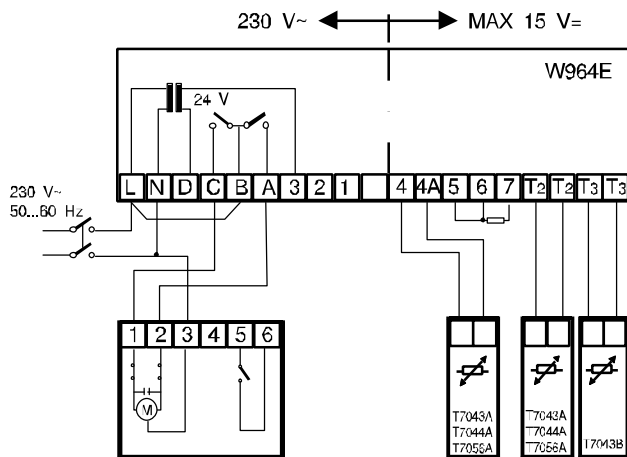 230 V~ MAX 15 V=
W964E
24 V
L N D C B A 3 2 1 4 4A 5 6 7 T2 T2 T3 T3
230 V~
50...60 Hz
1 2 3 4 5 6
M
T7043A
T7044A
T7056A
T7043A
T7044A
T7056A
T7043B